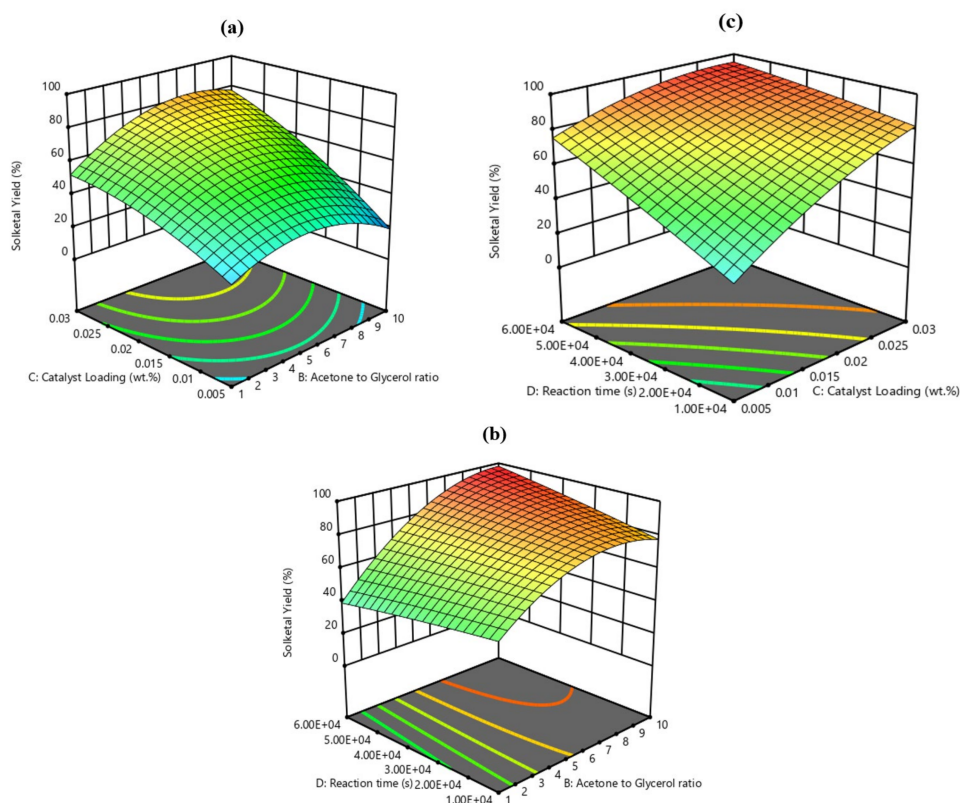 (a)
100
80
60
40
20
0
Solketal Yield (%)
0.03
0.025
0.02
0.015
0.01
0.005
C: Catalyst Loading (wt.%)
1
2
3
4
5
6
7
8
9
10
B: Acetone to Glycerol ratio
(c)
100
80
60
40
20
0
Solketal Yield (%)
6.00E+04
5.00E+04
4.00E+04
3.00E+04
2.00E+04
1.00E+04
D: Reaction time (s)
0.005
0.01
0.015
0.02
0.025
0.03
C: Catalyst Loading (wt.%)
(b)
100
80
60
40
20
0
Solketal Yield (%)
6.00E+04
5.00E+04
4.00E+04
3.00E+04
2.00E+04
1.00E+04
D: Reaction time (s)
1
2
3
4
5
6
7
8
9
10
B: Acetone to Glycerol ratio